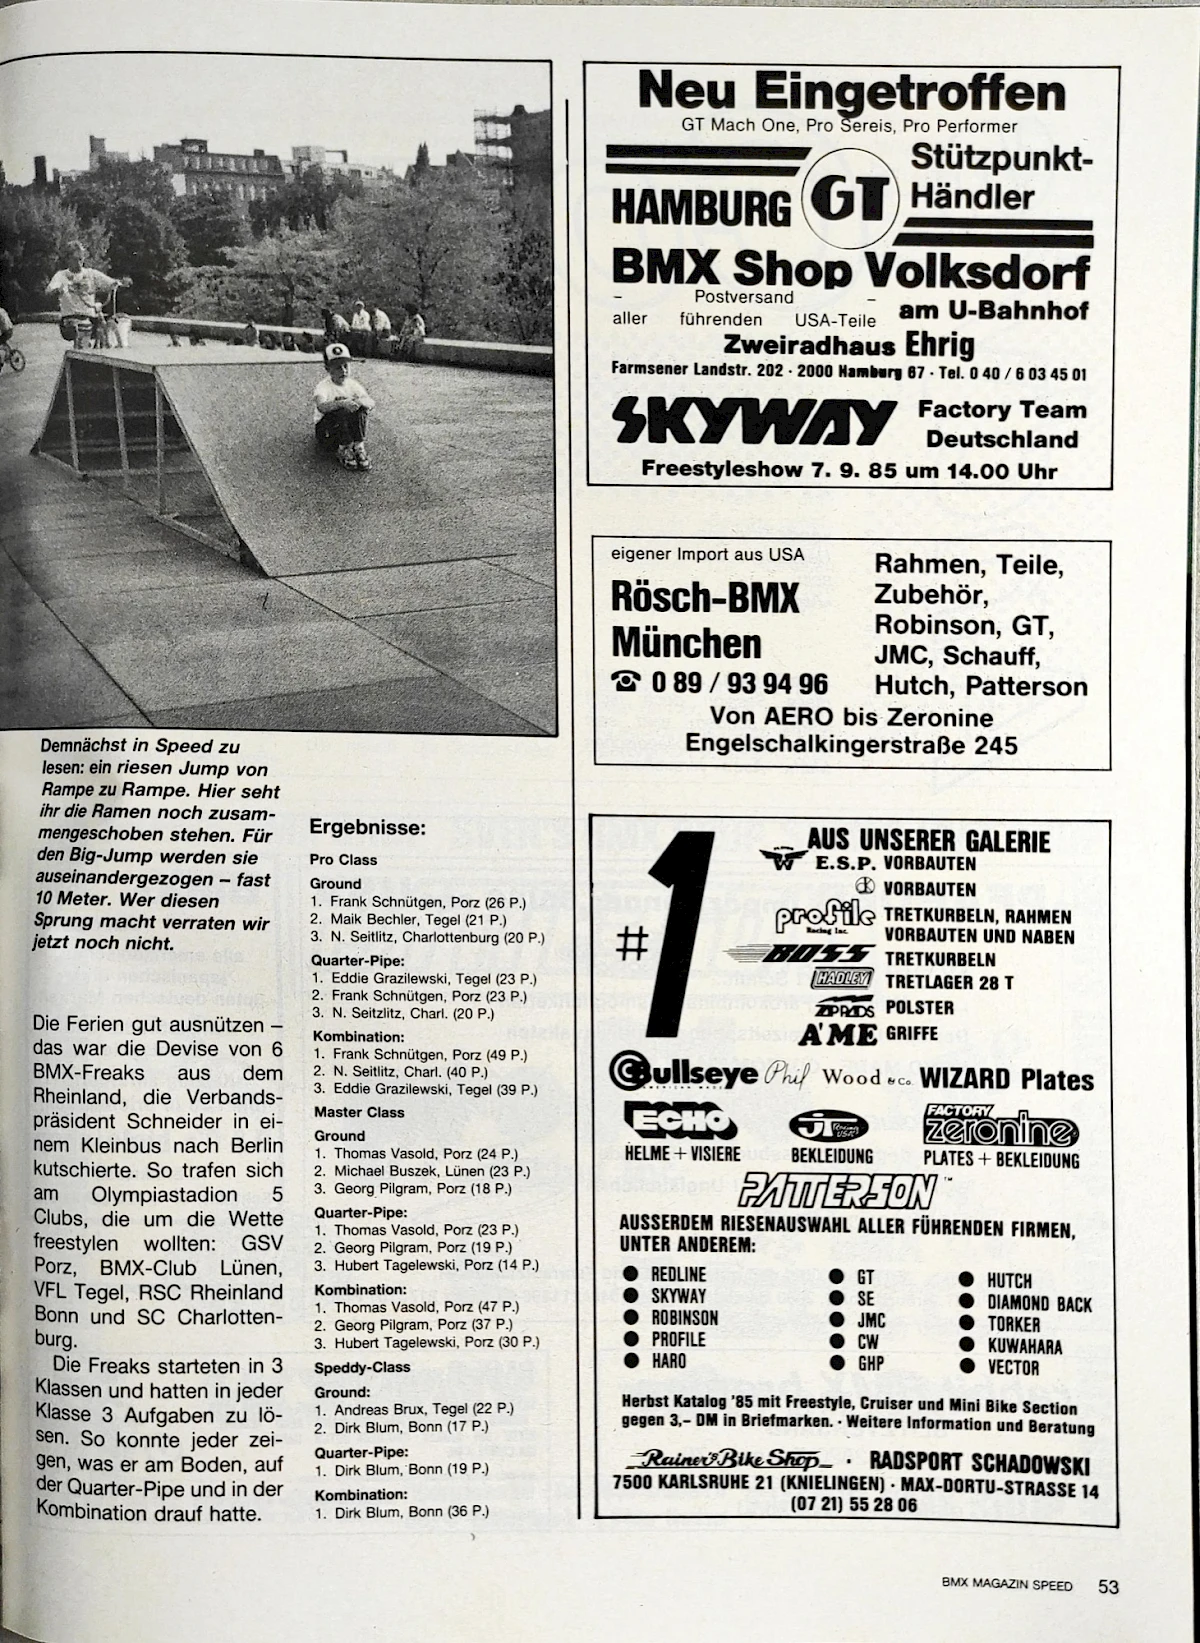 Demnächst in Speed zu
lesen: ein riesen Jump von
Rampe zu Rampe. Hier seht
ihr die Ramen noch zusam-
mengeschoben stehen. Für
den Big-Jump werden sie
auseinandergezogen – fast
10 Meter. Wer diesen
Sprung macht verraten wir
jetzt noch nicht.
Die Ferien gut ausnützen –
das war die Devise von 6
BMX-Freaks aus dem
Rheinland, die Verbands-
präsident Schneider in ei-
nem Kleinbus nach Berlin
kutschierte. So trafen sich
am Olympiastadion 5
Clubs, die um die Wette
freestylen wollten: GSV
Porz, BMX-Club Lünen,
VFL Tegel, RSC Rheinland
Bonn und SC Charlotten-
burg.
Die Freaks starteten in 3
Klassen und hatten in jeder
Klasse 3 Aufgaben zu lö-
sen. So konnte jeder zei-
gen, was er am Boden, auf
der Quarter-Pipe und in der
Kombination drauf hatte.
Ergebnisse:
Pro Class
Ground
1. Frank Schnütgen, Porz (26 P.)
2. Maik Bechler, Tegel (21 P.)
3. N. Seitlitz, Charlottenburg (20 P.)
Quarter-Pipe:
1. Eddie Grazilewski, Tegel (23 P.)
2. Frank Schnütgen, Porz (23 P.)
3. N. Seitzlitz, Charl. (20 P.)
Kombination:
1. Frank Schnütgen, Porz (49 P.)
2. N. Seitlitz, Charl. (40 P.)
3. Eddie Grazilewski, Tegel (39 P.)
Master Class
Ground
1. Thomas Vasold, Porz (24 P.)
2. Michael Buszek, Lünen (23 P.)
3. Georg Pilgram, Porz (18 P.)
Quarter-Pipe:
1. Thomas Vasold, Porz (23 P.)
2. Georg Pilgram, Porz (19 P.)
3. Hubert Tagelewski, Porz (14 P.)
Kombination:
1. Thomas Vasold, Porz (47 P.)
2. Georg Pilgram, Porz (37 P.)
3. Hubert Tagelewski, Porz (30 P.)
Speddy-Class
Ground:
1. Andreas Brux, Tegel (22 P.)
2. Dirk Blum, Bonn (17 P.)
Quarter-Pipe:
1. Dirk Blum, Bonn (19 P.)
Kombination:
1. Dirk Blum, Bonn (36 P.)
Neu Eingetroffen
GT Mach One, Pro Sereis, Pro Performer
HAMBURG GT Stützpunkt-
Händler
BMX Shop Volksdorf
– Postversand –
aller führenden USA-Teile
am U-Bahnhof
Zweiradhaus Ehrig
Farmsener Landstr. 202 · 2000 Hamburg 67 · Tel. 0 40 / 6 03 45 01
SKYWAY Factory Team
Deutschland
Freestyleshow 7. 9. 85 um 14.00 Uhr
eigener Import aus USA
Rösch-BMX
München
☎ 0 89 / 93 94 96
Rahmen, Teile,
Zubehör,
Robinson, GT,
JMC, Schauff,
Hutch, Patterson
Von AERO bis Zeronine
Engelschalkingerstraße 245
#1
AUS UNSERER GALERIE
E.S.P. VORBAUTEN
VORBAUTEN
profile Racing Inc. TRETKURBELN, RAHMEN
VORBAUTEN UND NABEN
BOSS TRETKURBELN
HADLEY TRETLAGER 28 T
ZIPRADS POLSTER
A'ME GRIFFE
Bullseye Phil Wood & Co. WIZARD Plates
AMERICAN MADE
ECHO JT Racing USA FACTORY zeronine
HELME + VISIERE BEKLEIDUNG PLATES + BEKLEIDUNG
PATTERSON™
AUSSERDEM RIESENAUSWAHL ALLER FÜHRENDEN FIRMEN,
UNTER ANDEREM:
● REDLINE ● GT ● HUTCH
● SKYWAY ● SE ● DIAMOND BACK
● ROBINSON ● JMC ● TORKER
● PROFILE ● CW ● KUWAHARA
● HARO ● GHP ● VECTOR
Herbst Katalog '85 mit Freestyle, Cruiser und Mini Bike Section
gegen 3,– DM in Briefmarken. · Weitere Information und Beratung
Rainer's Bike Shop · RADSPORT SCHADOWSKI
7500 KARLSRUHE 21 (KNIELINGEN) · MAX-DORTU-STRASSE 14
(07 21) 55 28 06
BMX MAGAZIN SPEED 53